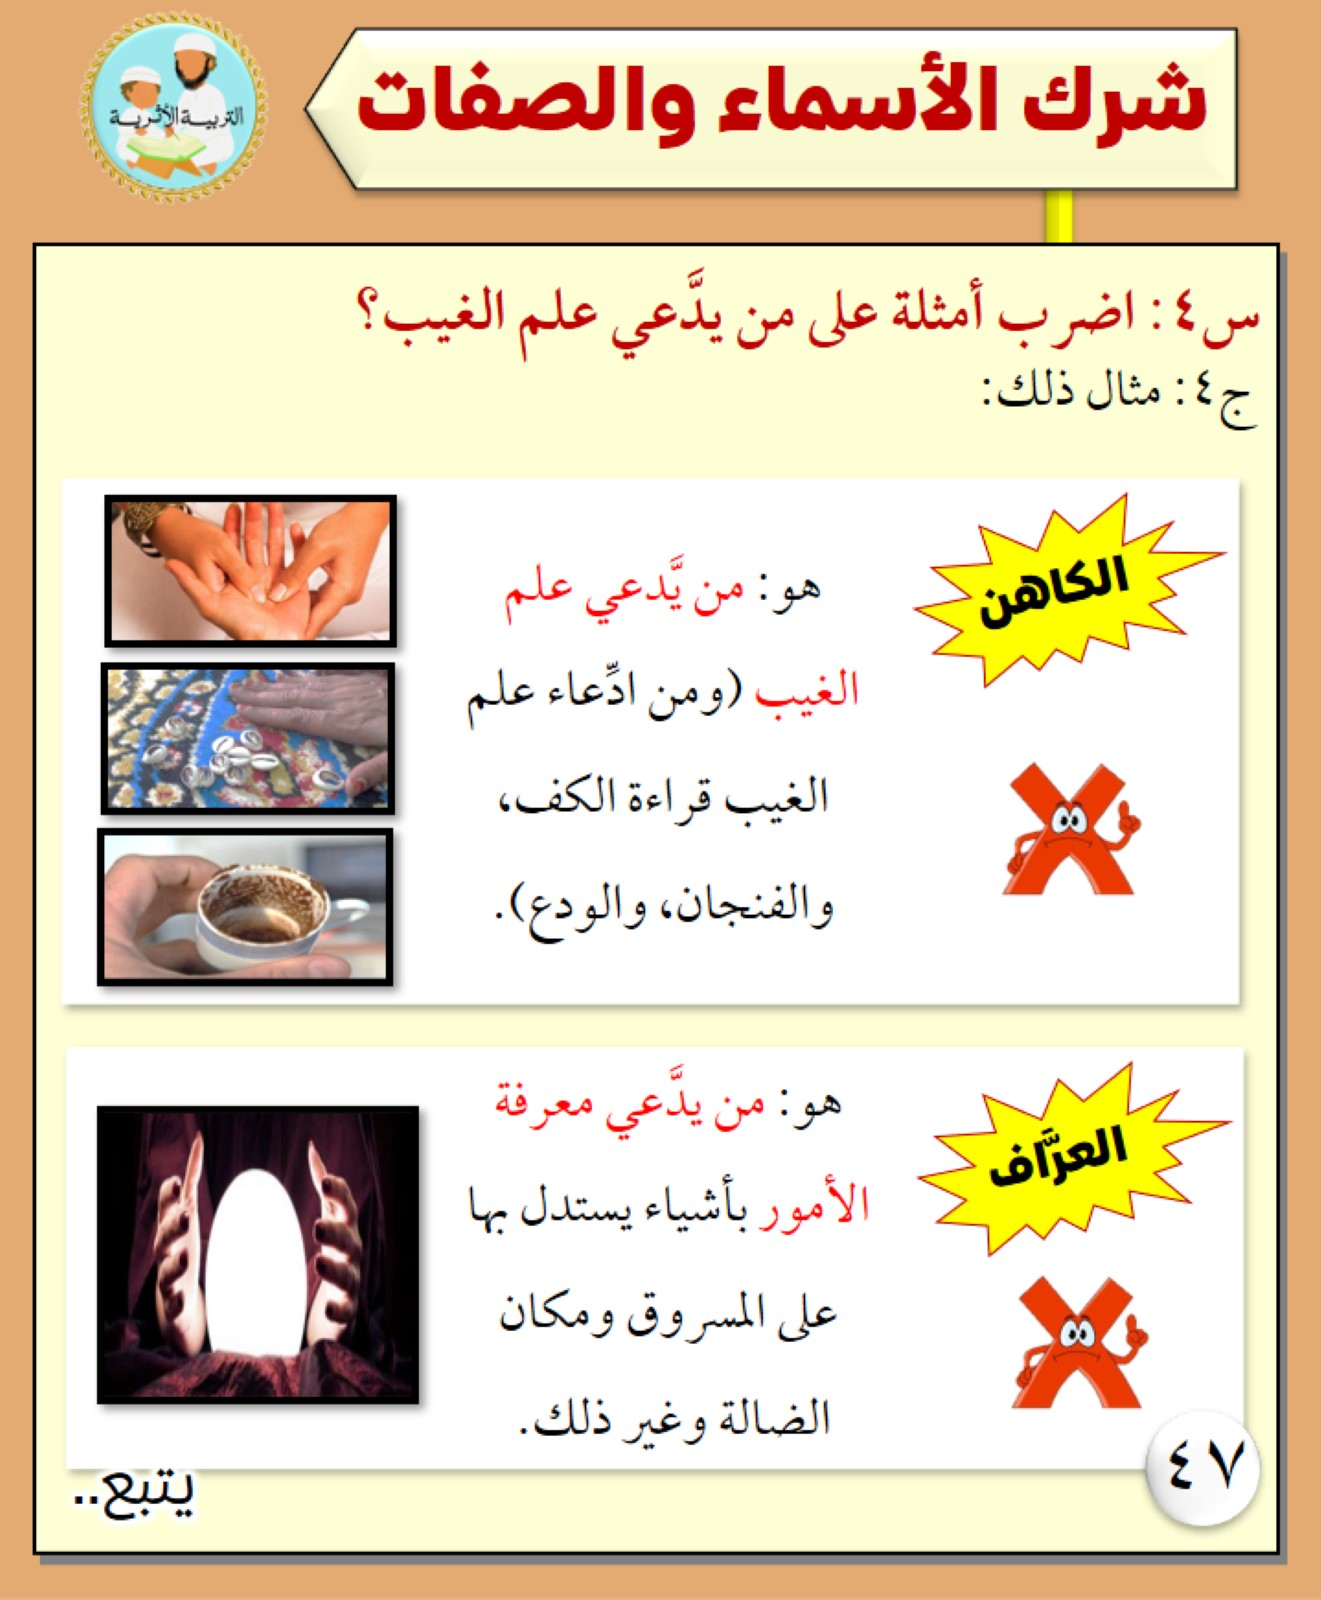 شرك الأسماء والصفات
التربية الأثرية
س٤: اضرب أمثلة على من يدَّعي علم الغيب؟
ج٤: مثال ذلك:
الكاهن
هو: من يَّدعي علم
الغيب (ومن ادِّعاء علم
الغيب قراءة الكف،
والفنجان، والودع).
العرَّاف
هو: من يدَّعي معرفة
الأمور بأشياء يستدل بها
على المسروق ومكان
الضالة وغير ذلك.
٤٧
يتبع..